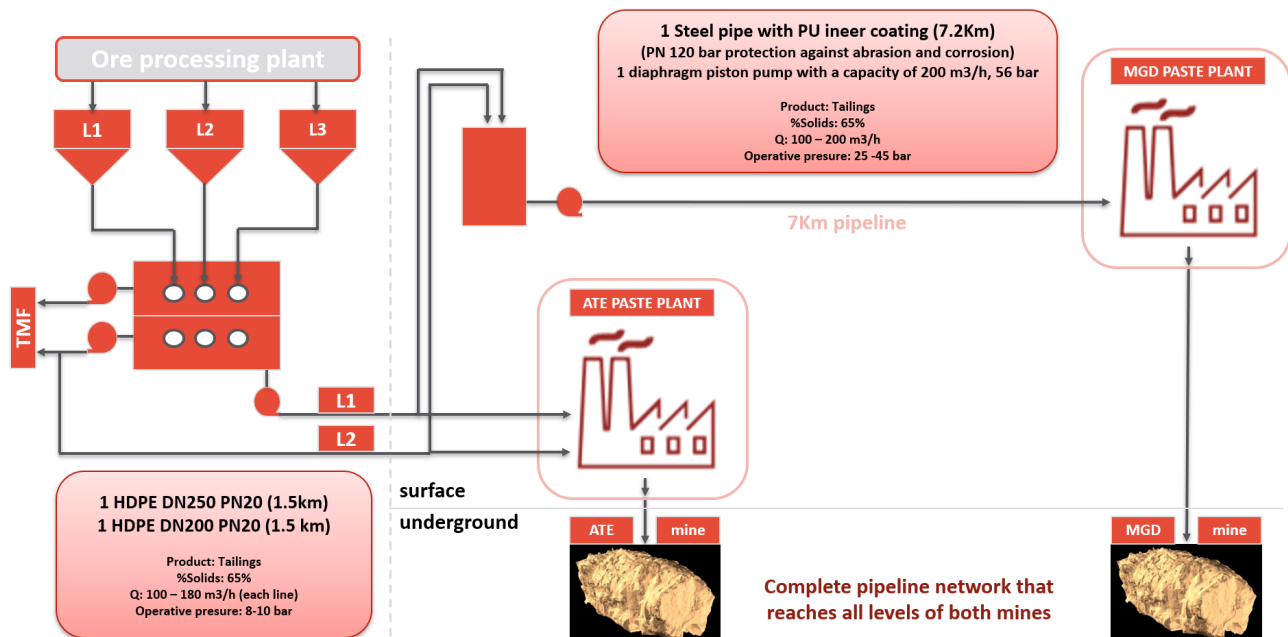 Ore processing plant
L1
L2
L3
TMF
L1
L2
1 HDPE DN250 PN20 (1.5km)
1 HDPE DN200 PN20 (1.5 km)
Product: Tailings
%Solids: 65%
Q: 100 – 180 m3/h (each line)
Operative presure: 8-10 bar
1 Steel pipe with PU ineer coating (7.2Km)
(PN 120 bar protection against abrasion and corrosion)
1 diaphragm piston pump with a capacity of 200 m3/h, 56 bar
Product: Tailings
%Solids: 65%
Q: 100 – 200 m3/h
Operative presure: 25 -45 bar
MGD PASTE PLANT
7Km pipeline
ATE PASTE PLANT
surface
underground
ATE
mine
MGD
mine
Complete pipeline network that
reaches all levels of both mines